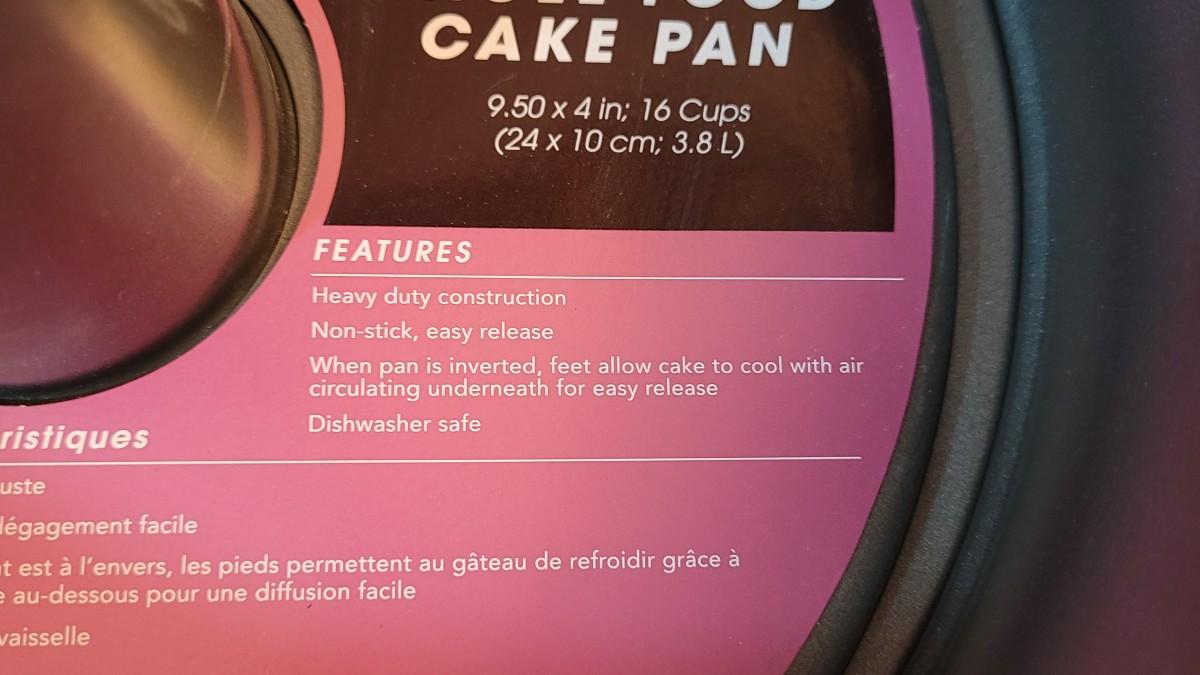 FOOD
CAKE PAN
9.50 x 4 in; 16 Cups
(24 x 10 cm; 3.8 L)
FEATURES
Heavy duty construction
Non-stick, easy release
When pan is inverted, feet allow cake to cool with air
circulating underneath for easy release
Dishwasher safe
ristiques
uste
dégagement facile
est à l'envers, les pieds permettent au gâteau de refroidir grâce à
au-dessous pour une diffusion facile
vaisselle